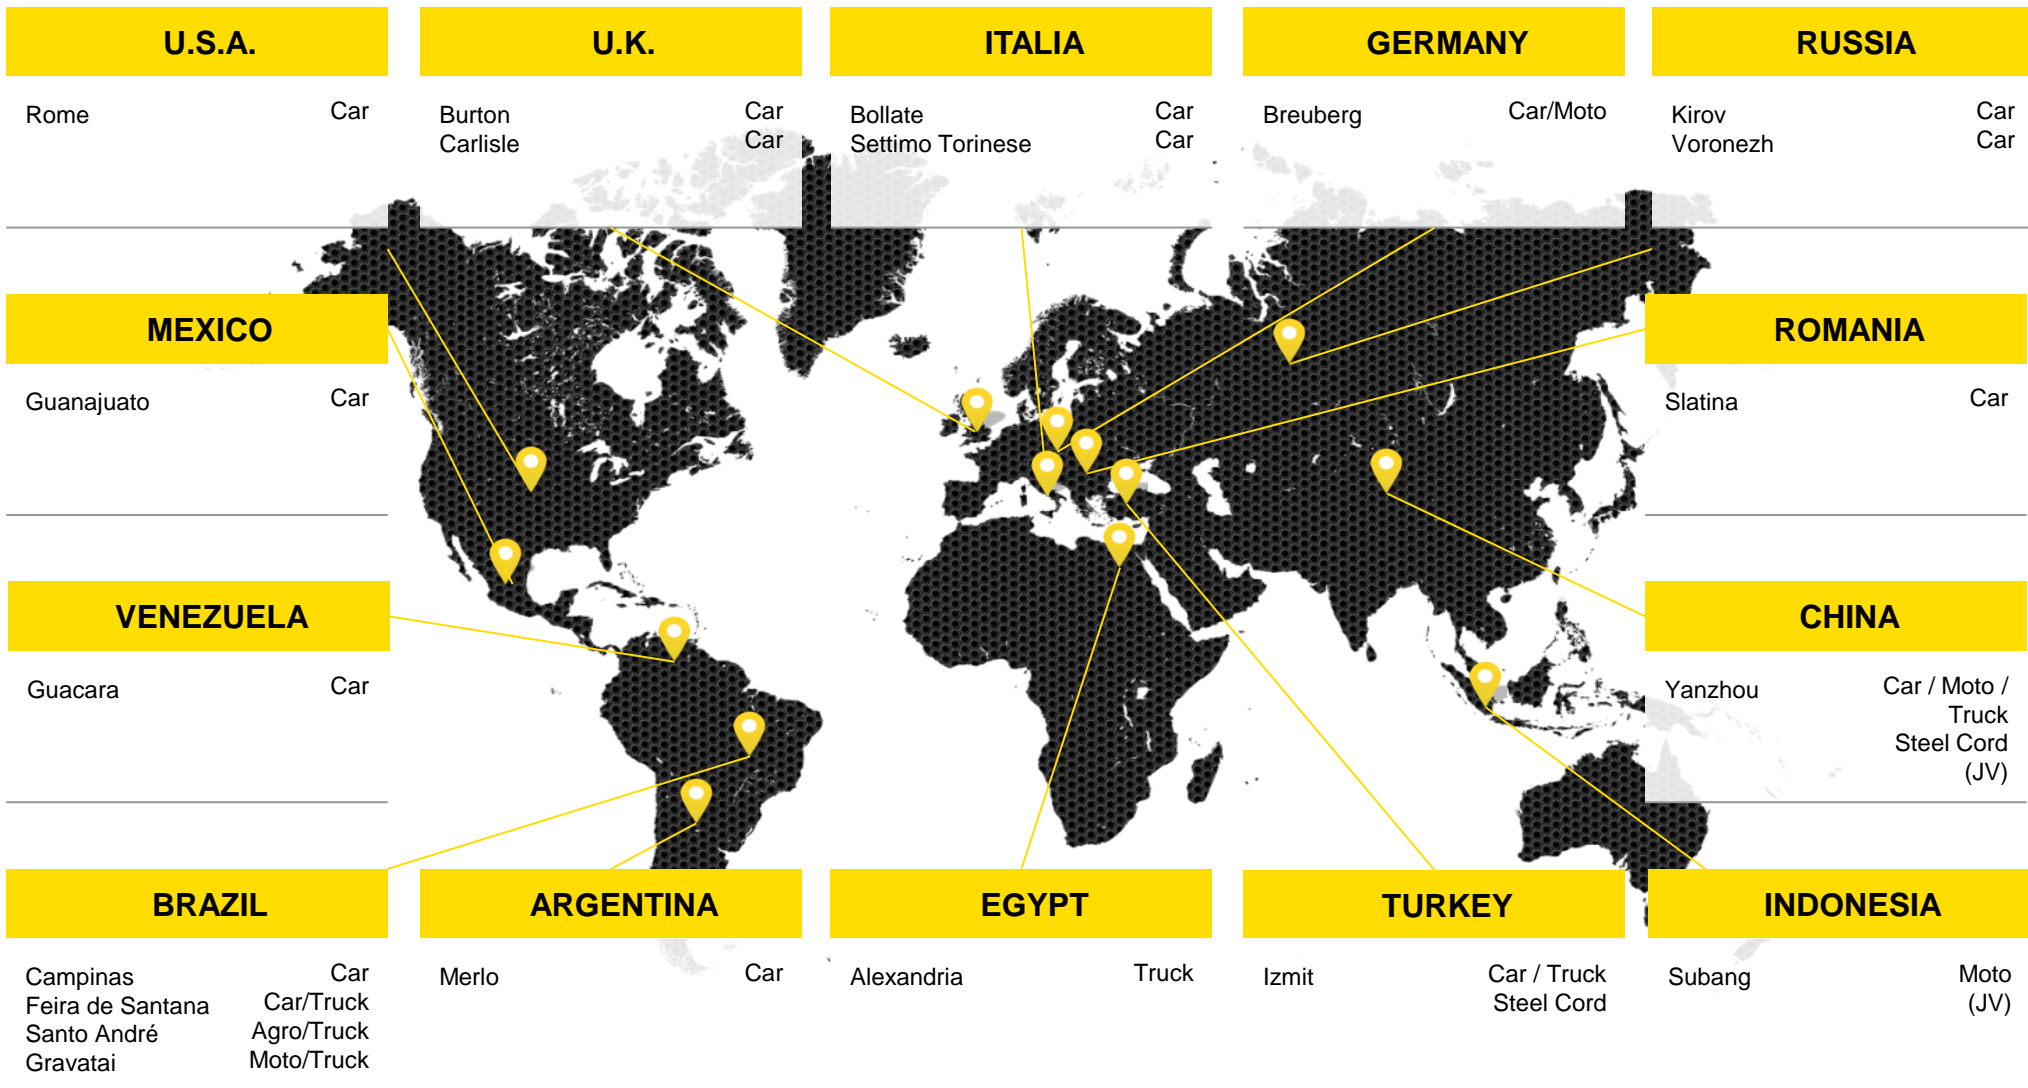 U.S.A.
Rome Car
U.K.
Burton Car
Carlisle Car
ITALIA
Bollate Car
Settimo Torinese Car
GERMANY
Breuberg Car/Moto
RUSSIA
Kirov Car
Voronezh Car
MEXICO
Guanajuato Car
ROMANIA
Slatina Car
VENEZUELA
Guacara Car
CHINA
Yanzhou Car / Moto /
Truck
Steel Cord
(JV)
BRAZIL
Campinas Car
Feira de Santana Car/Truck
Santo André Agro/Truck
Gravatai Moto/Truck
ARGENTINA
Merlo Car
EGYPT
Alexandria Truck
TURKEY
Izmit Car / Truck
Steel Cord
INDONESIA
Subang Moto
(JV)